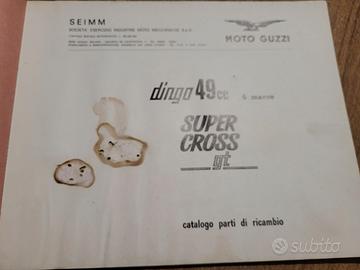 SEIMM
SOCIETÀ ESERCIZIO INDUSTRIE MOTO MECCANICHE S.p.A.
MOTO GUZZI
dingo 49cc 4 marce
SUPER
CROSS
gt
catalogo parti di ricambio
subito